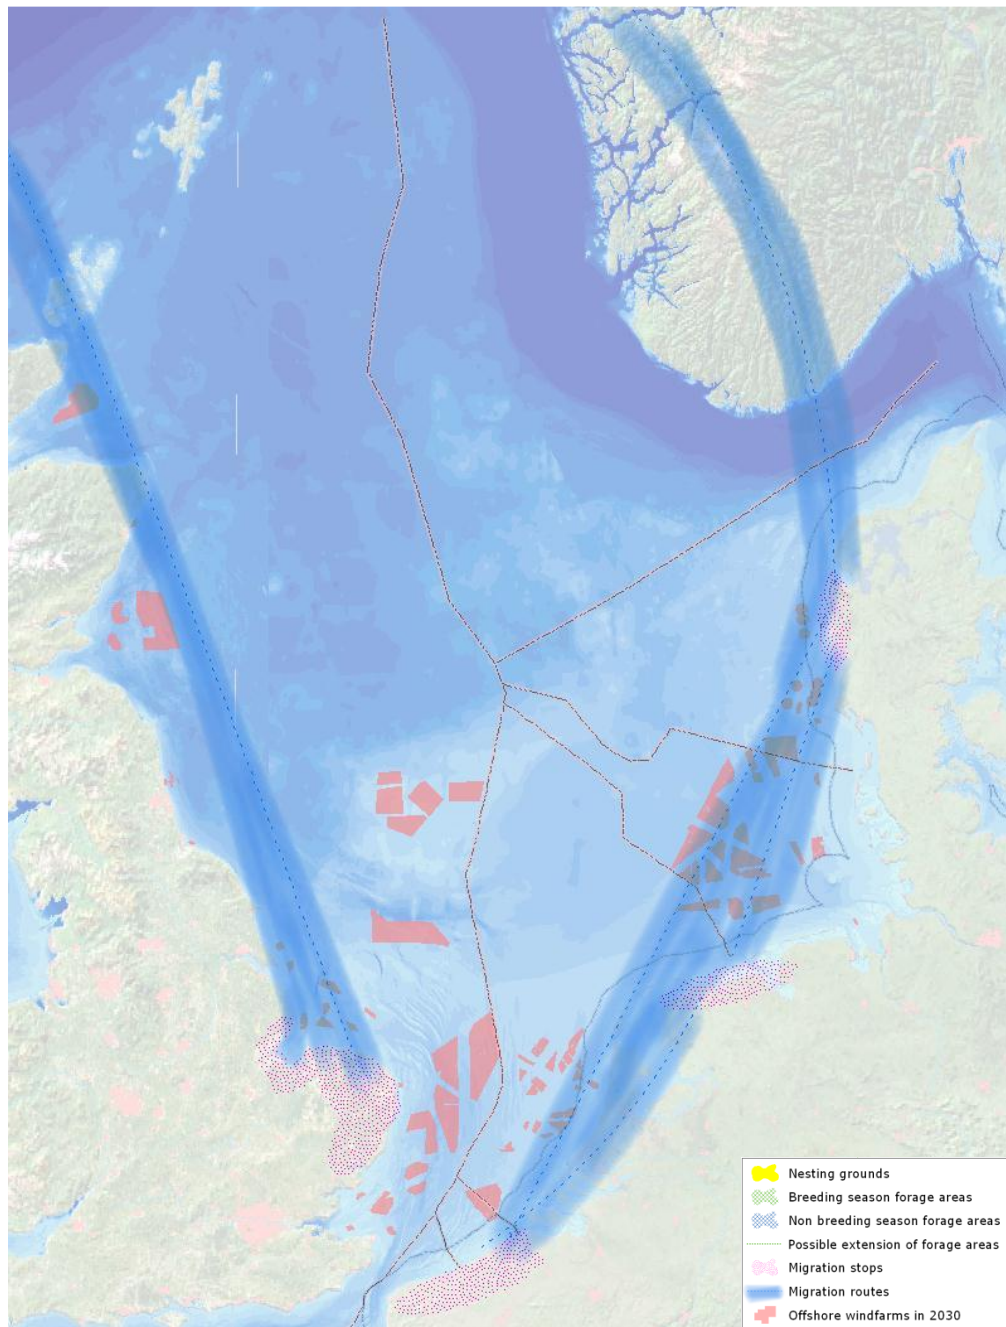 Nesting grounds
Breeding season forage areas
Non breeding season forage areas
Possible extension of forage areas
Migration stops
Migration routes
Offshore windfarms in 2030